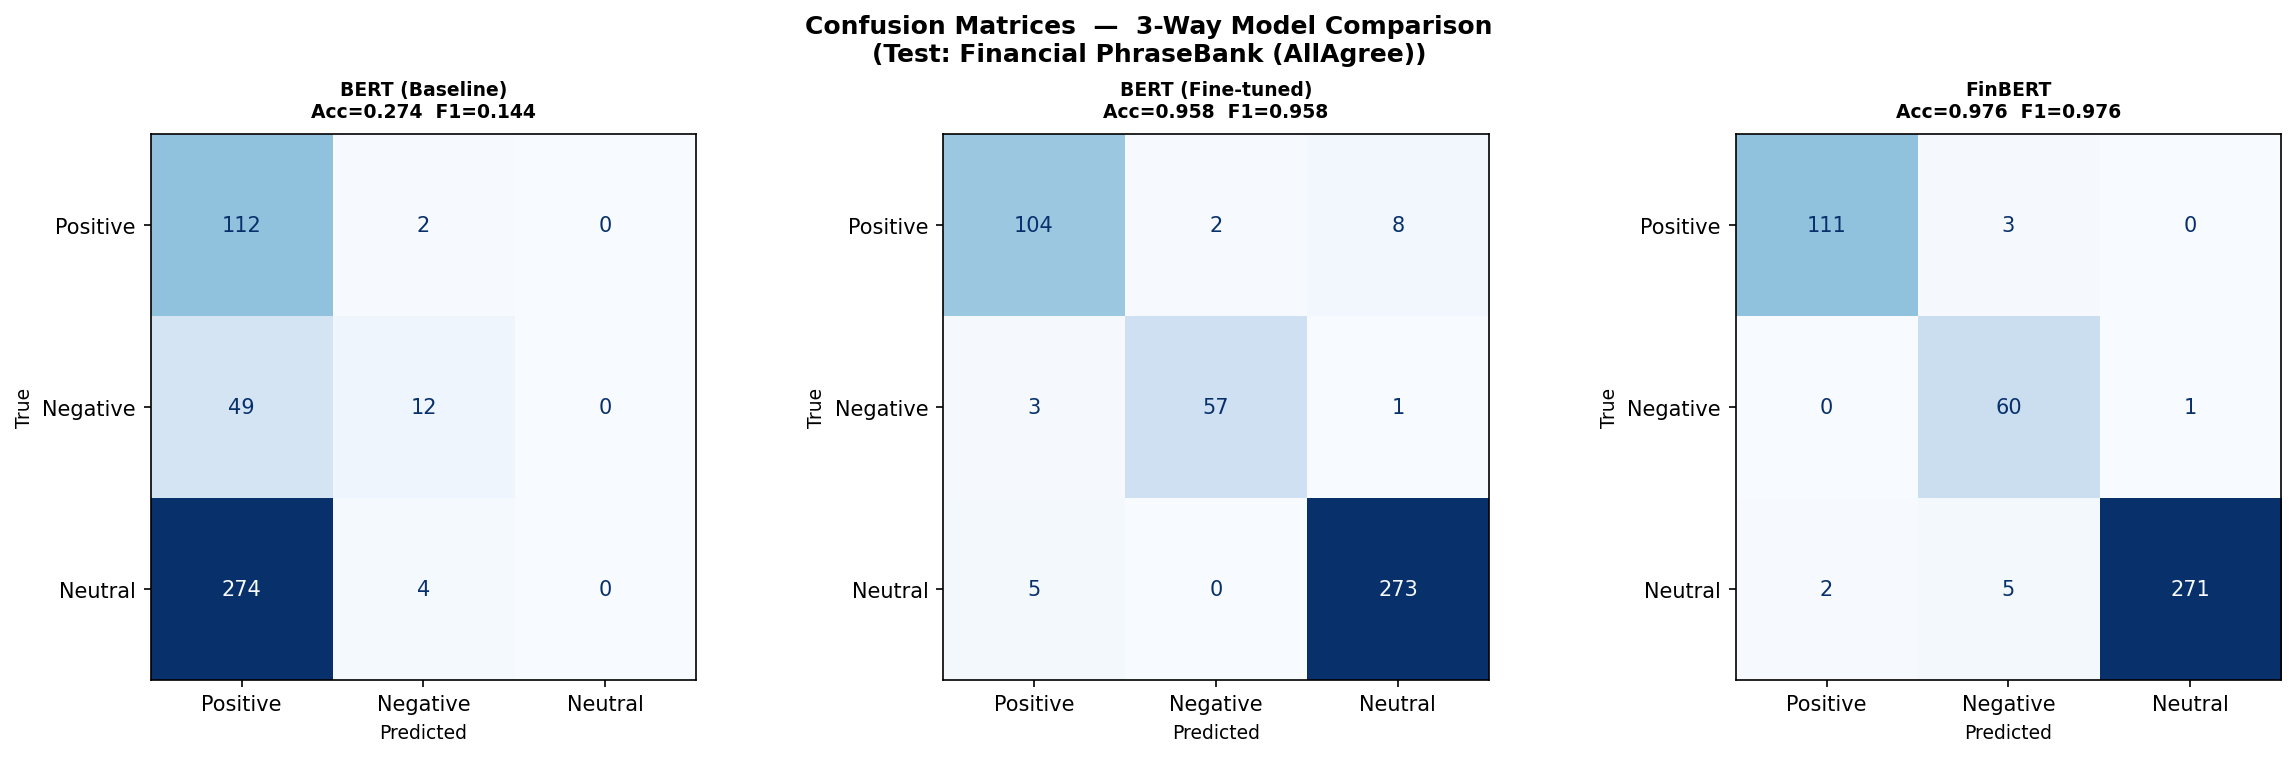 Confusion Matrices — 3-Way Model Comparison
(Test: Financial PhraseBank (AllAgree))
BERT (Baseline)
Acc=0.274 F1=0.144
Positive 112 2 0
Negative 49 12 0
Neutral 274 4 0
True
Positive Negative Neutral
Predicted
BERT (Fine-tuned)
Acc=0.958 F1=0.958
Positive 104 2 8
Negative 3 57 1
Neutral 5 0 273
True
Positive Negative Neutral
Predicted
FinBERT
Acc=0.976 F1=0.976
Positive 111 3 0
Negative 0 60 1
Neutral 2 5 271
True
Positive Negative Neutral
Predicted